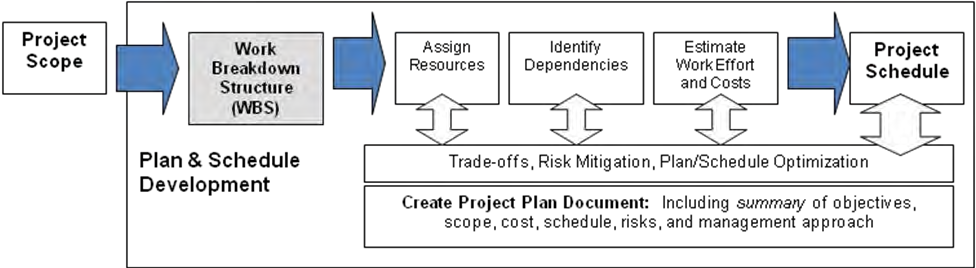 Project
Scope
Work
Breakdown
Structure
(WBS)
Assign
Resources
Identify
Dependencies
Estimate
Work Effort
and Costs
Project
Schedule
Plan & Schedule
Development
Trade-offs, Risk Mitigation, Plan/Schedule Optimization
Create Project Plan Document: Including summary of objectives,
scope, cost, schedule, risks, and management approach